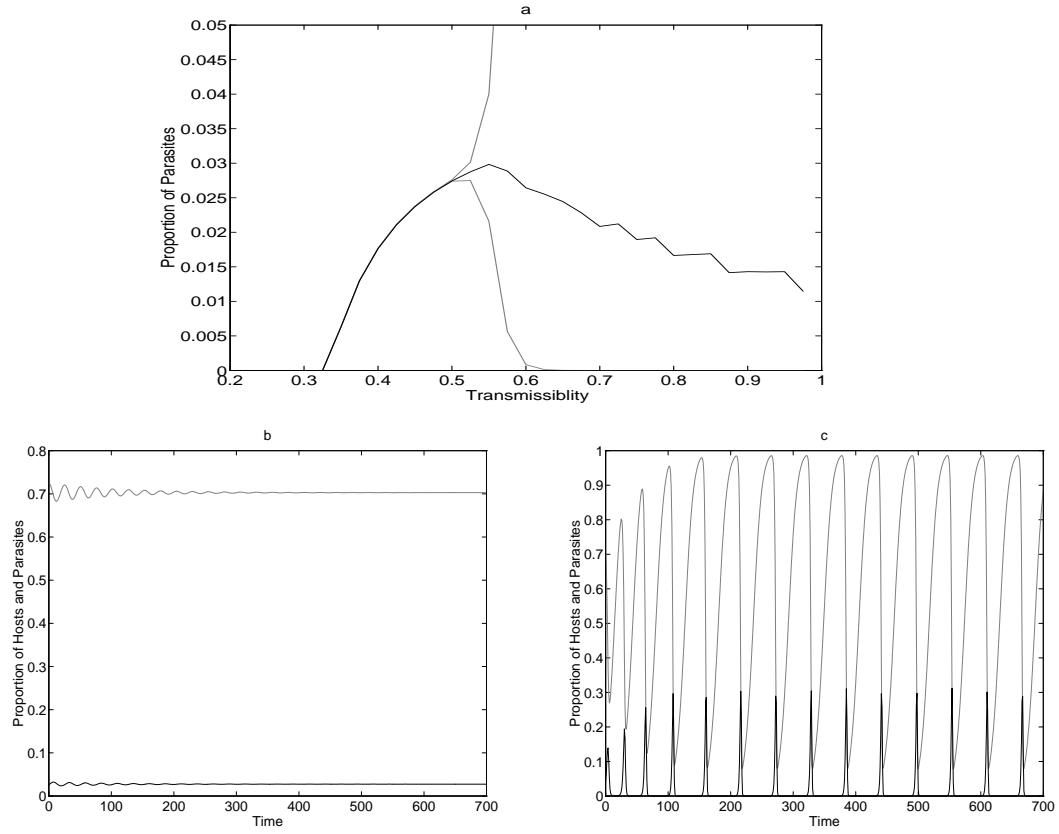 a
0.05
0.045
0.04
0.035
0.03
0.025
0.02
0.015
0.01
0.005
0
Proportion of Parasites
0.2 0.3 0.4 0.5 0.6 0.7 0.8 0.9 1
Transmissiblity
b
0.8
0.7
0.6
0.5
0.4
0.3
0.2
0.1
0
Proportion of Hosts and Parasites
0 100 200 300 400 500 600 700
Time
c
1
0.9
0.8
0.7
0.6
0.5
0.4
0.3
0.2
0.1
0
Proportion of Hosts and Parasites
0 100 200 300 400 500 600 700
Time